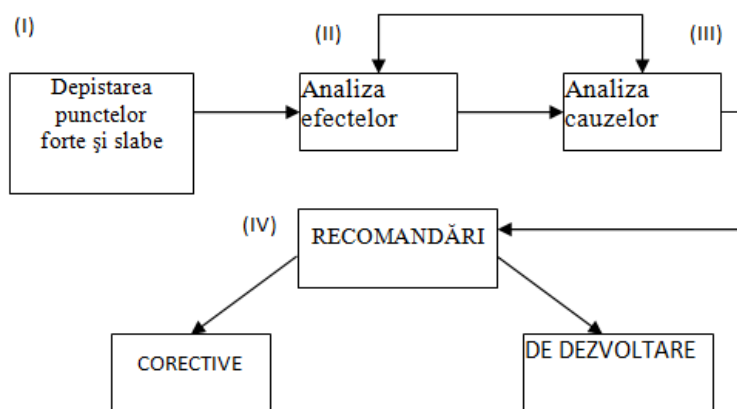 (I)
(II)
(III)
Depistarea
punctelor
forte şi slabe
Analiza
efectelor
Analiza
cauzelor
(IV)
RECOMANDĂRI
CORECTIVE
DE DEZVOLTARE